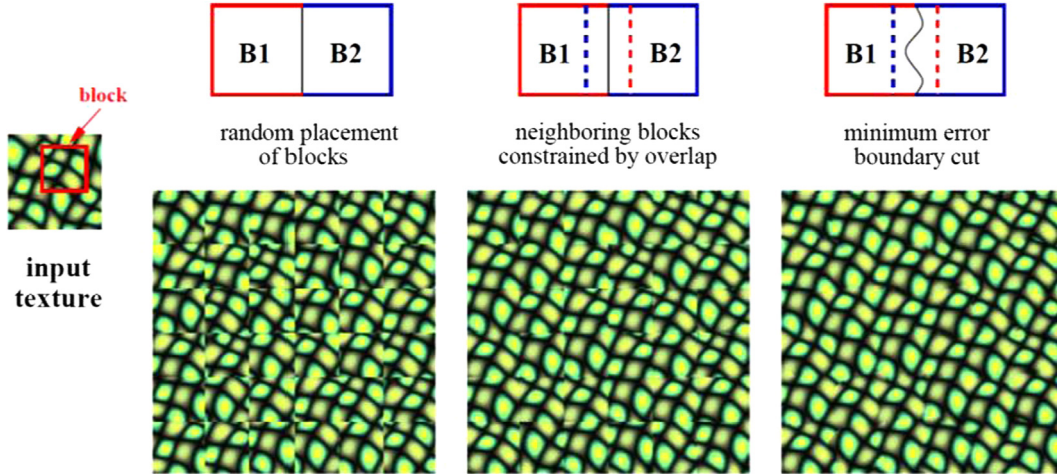 B1 B2
B1 B2
B1 B2
block
random placement
of blocks
neighboring blocks
constrained by overlap
minimum error
boundary cut
input
texture